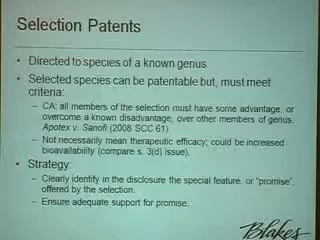 Selection Patents
• Directed to species of a known genus.
• Selected species can be patentable but, must meet
criteria:
– CA: all members of the selection must have some advantage, or
overcome a known disadvantage, over other members of genus.
Apotex v. Sanofi (2008 SCC 61)
– Not necessarily mean therapeutic efficacy; could be increased
bioavailability (compare s. 3(d) issue).
• Strategy:
– Clearly identify in the disclosure the special feature, or “promise”,
offered by the selection.
– Ensure adequate support for promise.
Blakes